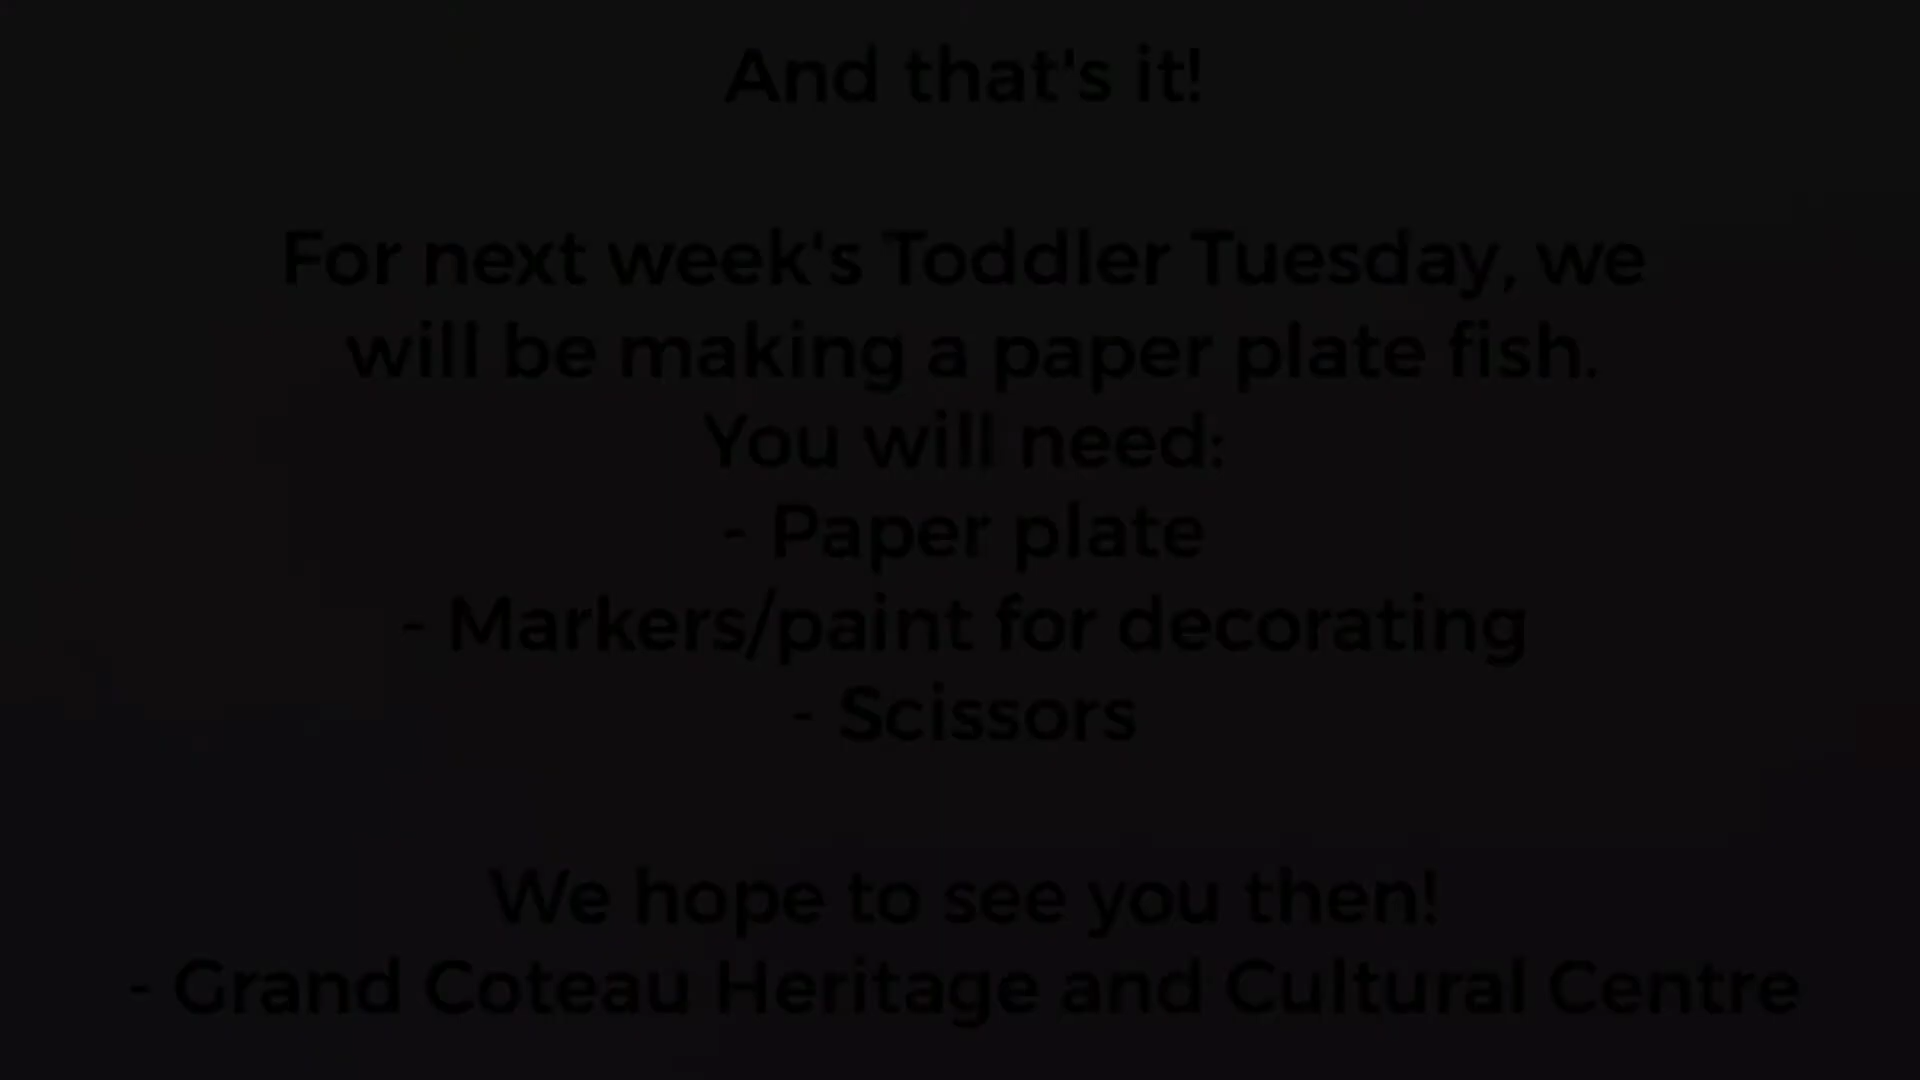 And that's it!
For next week's Toddler Tuesday, we
will be making a paper plate fish.
You will need:
- Paper plate
- Markers/paint for decorating
- Scissors
We hope to see you then!
- Grand Coteau Heritage and Cultural Centre